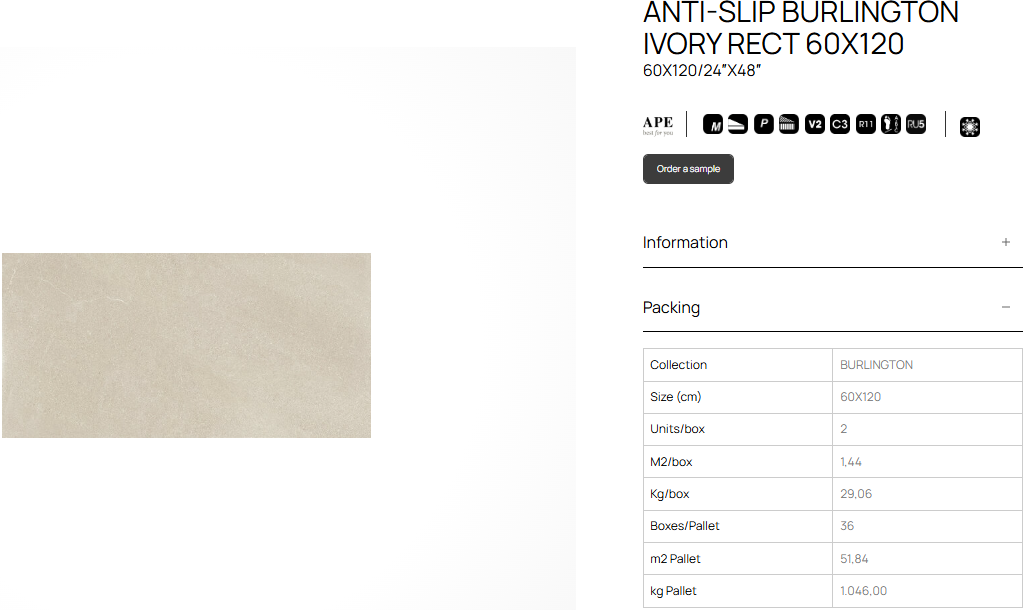 ANTI-SLIP BURLINGTON
IVORY RECT 60X120
60X120/24"X48"
APE
best for you
M
P
V2
C3
R11
RU5
Order a sample
Information +
Packing −
Collection BURLINGTON
Size (cm) 60X120
Units/box 2
M2/box 1,44
Kg/box 29,06
Boxes/Pallet 36
m2 Pallet 51,84
kg Pallet 1.046,00